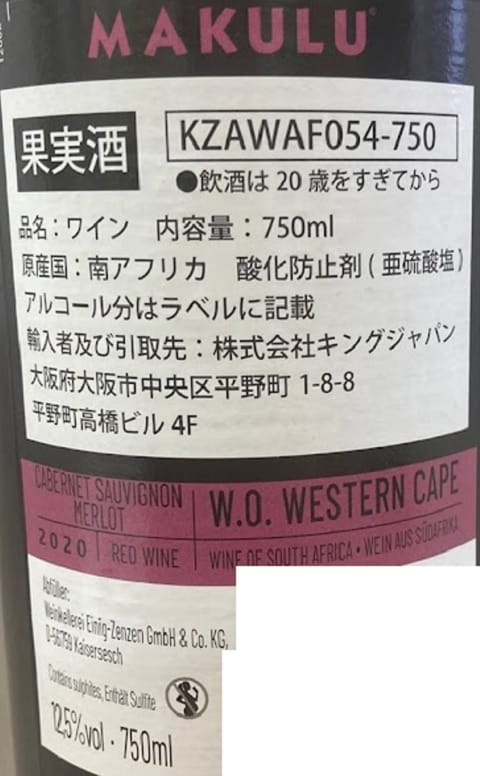 MAKULU
果実酒
KZAWAF054-750
●飲酒は20歳をすぎてから
品名：ワイン 内容量：750ml
原産国：南アフリカ 酸化防止剤(亜硫酸塩)
アルコール分はラベルに記載
輸入者及び引取先：株式会社キングジャパン
大阪府大阪市中央区平野町1-8-8
平野町高橋ビル4F
CABERNET SAUVIGNON
MERLOT
W.O. WESTERN CAPE
2020 | RED WINE
WINE OF SOUTH AFRICA • WEIN AUS SÜDAFRIKA
Abfüller:
Weinkellerei Einig-Zenzen GmbH & Co. KG,
D-56759 Kaisersesch
Contains sulphites, Enthält Sulfite
12,5%vol · 750ml